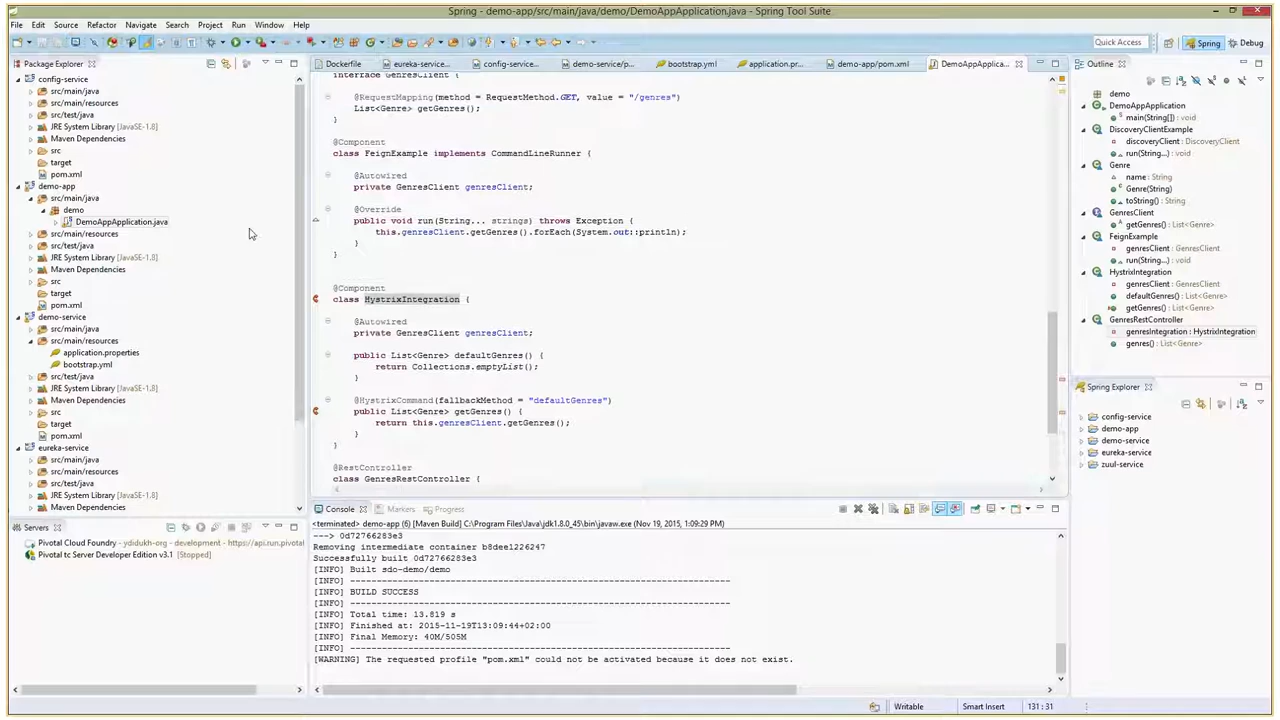 Spring - demo-app/src/main/java/demo/DemoAppApplication.java - Spring Tool Suite
File Edit Refactor Navigate Search Project Run Window Help
Quick Access
Spring
Debug
Package Explorer
config-service
src/main/java
src/main/resources
src/test/java
JRE System Library [JavaSE-1.8]
Maven Dependencies
src
target
pom.xml
demo-app
src/main/java
demo
DemoAppApplication.java
src/main/resources
src/test/java
JRE System Library [JavaSE-1.8]
Maven Dependencies
src
target
pom.xml
demo-service
src/main/java
src/main/resources
application.properties
bootstrap.yml
src/test/java
JRE System Library [JavaSE-1.8]
Maven Dependencies
src
target
pom.xml
eureka-service
src/main/java
src/main/resources
JRE System Library [JavaSE-1.8]
Maven Dependencies
Servers
Pivotal Cloud Foundry - ydidukh-org - development - https://api.run.pivotal
Pivotal tc Server Developer Edition v3.1 [Stopped]
Dockerfile eureka-service... config-service... demo-service/p... bootstrap.yml application.pr... demo-app/pom.xml DemoAppApplica...
interface GenresClient {
@RequestMapping(method = RequestMethod.GET, value = "/genres")
List<Genre> getGenres();
}
@Component
class FeignExample implements CommandLineRunner {
@Autowired
private GenresClient genresClient;
@Override
public void run(String... strings) throws Exception {
this.genresClient.getGenres().forEach(System.out::println);
}
}
@Component
class HystrixIntegration {
@Autowired
private GenresClient genresClient;
public List<Genre> defaultGenres() {
return Collections.emptyList();
}
@HystrixCommand(fallbackMethod = "defaultGenres")
public List<Genre> getGenres() {
return this.genresClient.getGenres();
}
}
@RestController
class GenresRestController {
Console Markers Progress
<terminated> demo-app (6) [Maven Build] C:\Program Files\Java\jdk1.8.0_45\bin\javaw.exe (Nov 19, 2015, 1:09:29 PM)
---> 0d72766283e3
Removing intermediate container b8dee1226247
Successfully built 0d72766283e3
[INFO] Built sdo-demo/demo
[INFO] ------------------------------------------------------------------------
[INFO] BUILD SUCCESS
[INFO] ------------------------------------------------------------------------
[INFO] Total time: 13.819 s
[INFO] Finished at: 2015-11-19T13:09:44+02:00
[INFO] Final Memory: 40M/505M
[INFO] ------------------------------------------------------------------------
[WARNING] The requested profile "pom.xml" could not be activated because it does not exist.
Outline
demo
DemoAppApplication
main(String[]) : void
DiscoveryClientExample
discoveryClient : DiscoveryClient
run(String...) : void
Genre
name : String
Genre(String)
toString() : String
GenresClient
getGenres() : List<Genre>
FeignExample
genresClient : GenresClient
run(String...) : void
HystrixIntegration
genresClient : GenresClient
defaultGenres() : List<Genre>
getGenres() : List<Genre>
GenresRestController
genresIntegration : HystrixIntegration
genres() : List<Genre>
Spring Explorer
config-service
demo-app
demo-service
eureka-service
zuul-service
Writable
Smart Insert
131 : 31